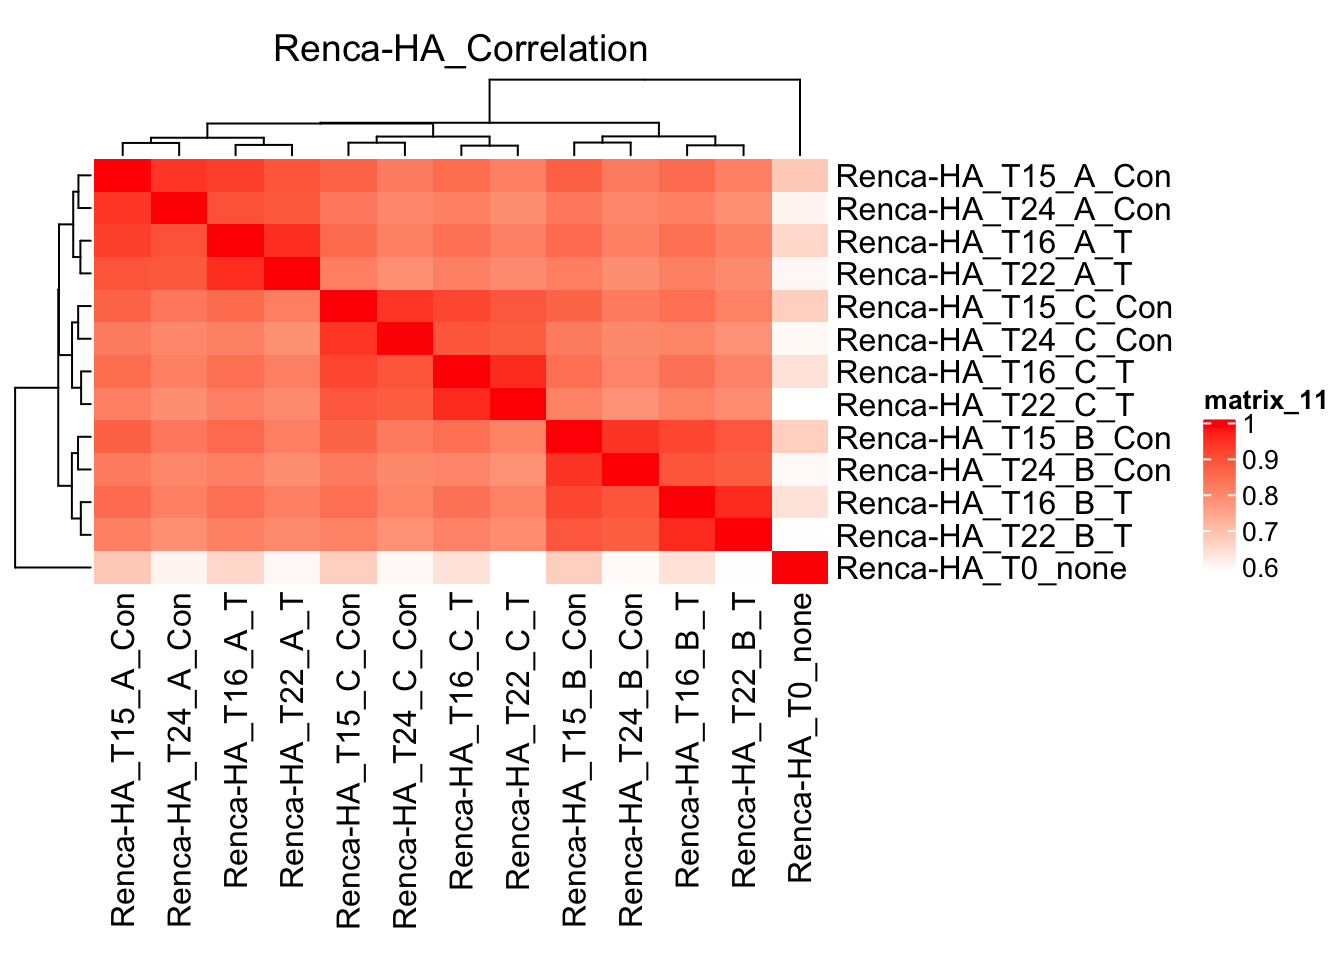 Renca-HA_Correlation
Renca-HA_T15_A_Con
Renca-HA_T24_A_Con
Renca-HA_T16_A_T
Renca-HA_T22_A_T
Renca-HA_T15_C_Con
Renca-HA_T24_C_Con
Renca-HA_T16_C_T
Renca-HA_T22_C_T
Renca-HA_T15_B_Con
Renca-HA_T24_B_Con
Renca-HA_T16_B_T
Renca-HA_T22_B_T
Renca-HA_T0_none
matrix_11
1
0.9
0.8
0.7
0.6
Renca-HA_T15_A_Con
Renca-HA_T24_A_Con
Renca-HA_T16_A_T
Renca-HA_T22_A_T
Renca-HA_T15_C_Con
Renca-HA_T24_C_Con
Renca-HA_T16_C_T
Renca-HA_T22_C_T
Renca-HA_T15_B_Con
Renca-HA_T24_B_Con
Renca-HA_T16_B_T
Renca-HA_T22_B_T
Renca-HA_T0_none